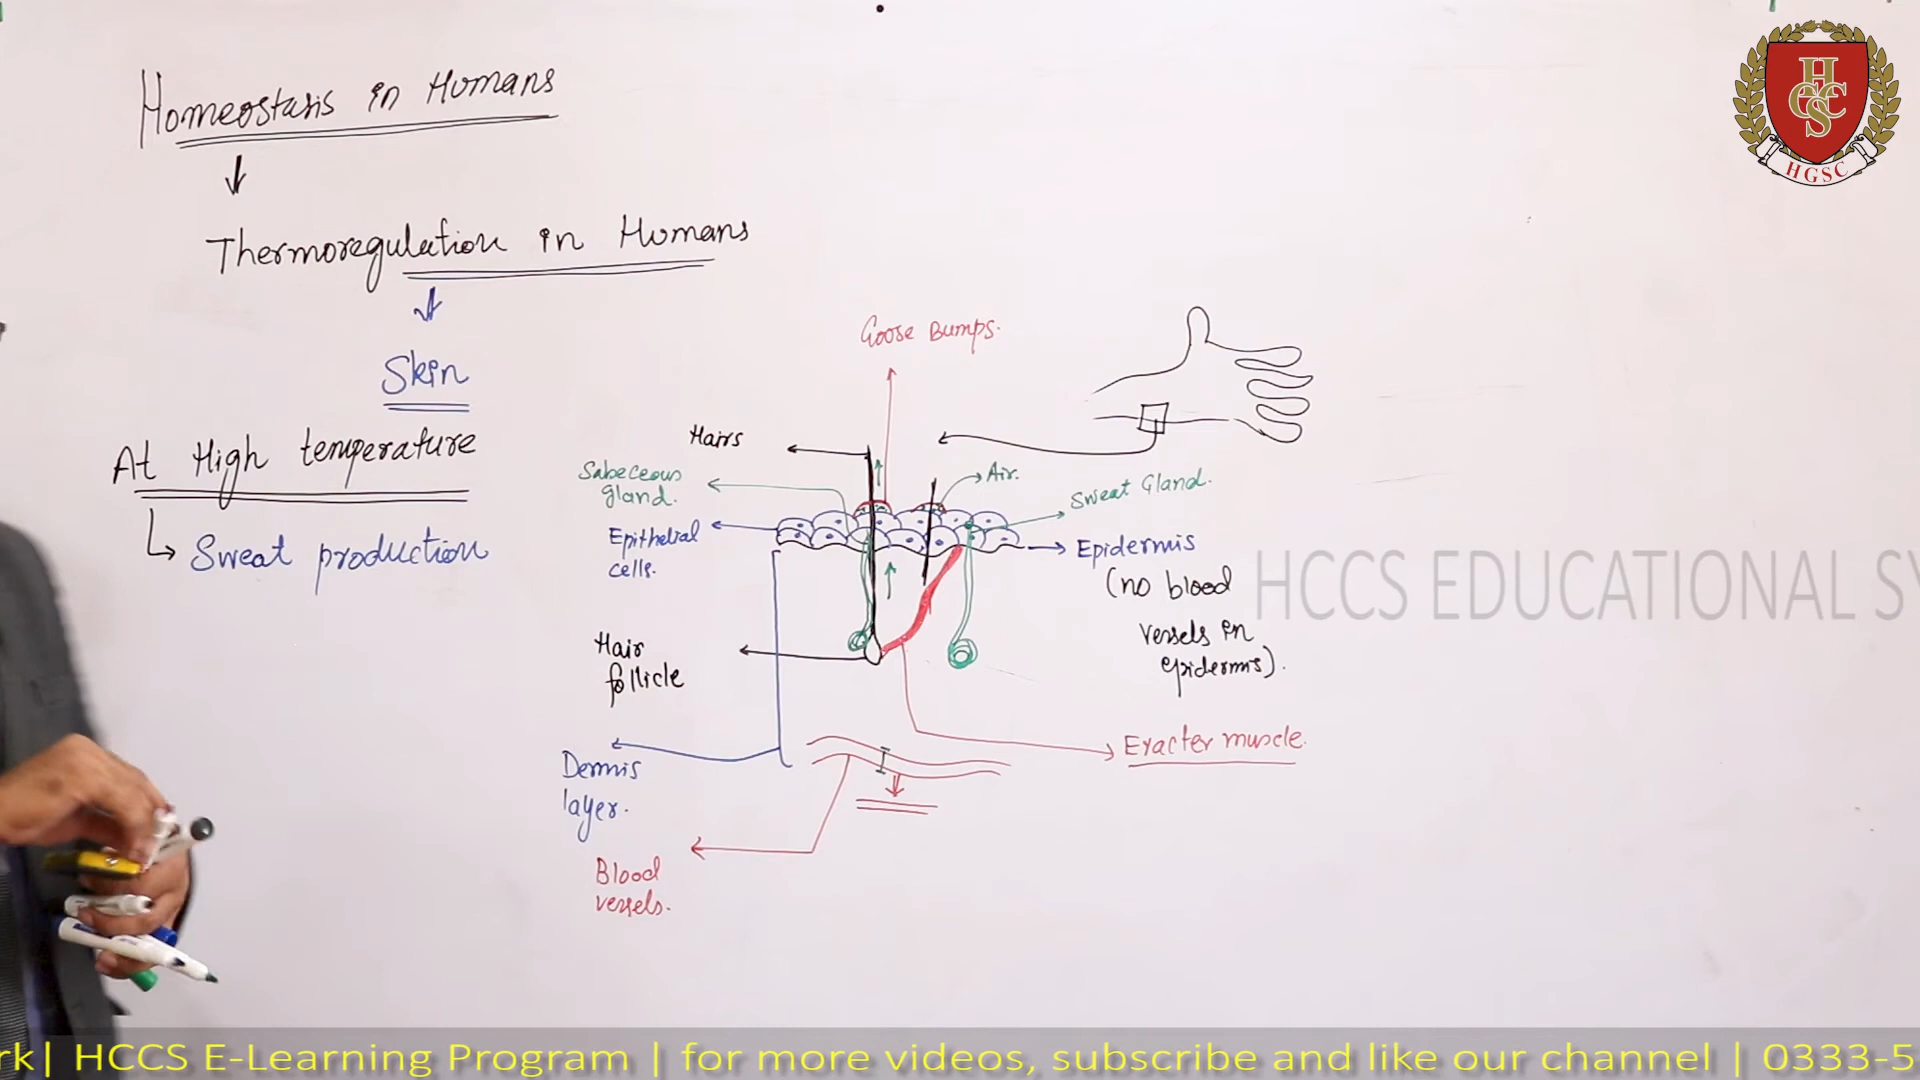 Homeostasis in Humans
Thermoregulation in Humans
Skin
At High temperature
Sweat production
Goose Bumps.
Hairs
Sabeceous
gland.
Air.
Sweat Gland.
Epithelial
cells.
Epidermis
(no blood
vessels in
epidermis).
Hair
follicle
Eracter muscle.
Dermis
layer.
Blood
vessels.
HCCS
HGSC
HCCS EDUCATIONAL SY
rk| HCCS E-Learning Program | for more videos, subscribe and like our channel | 0333-5